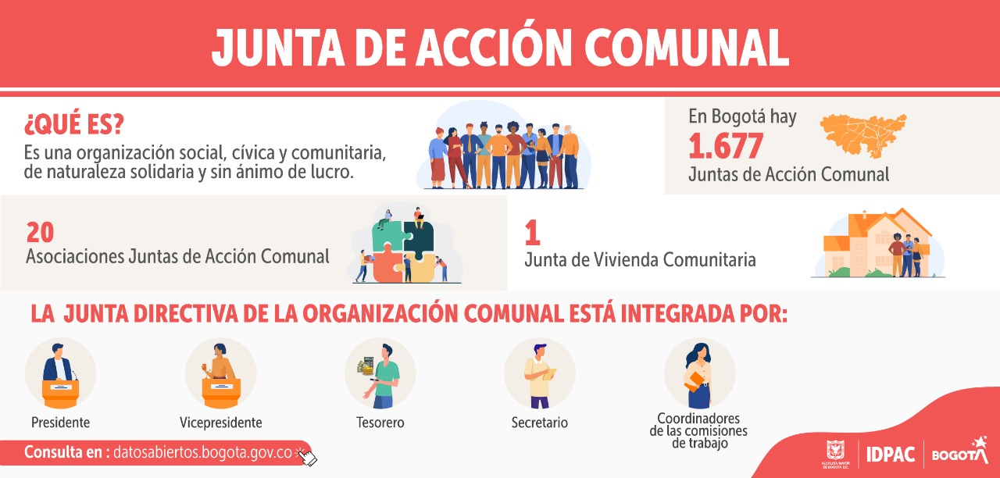 JUNTA DE ACCIÓN COMUNAL
¿QUÉ ES?
Es una organización social, cívica y comunitaria,
de naturaleza solidaria y sin ánimo de lucro.
En Bogotá hay
1.677
Juntas de Acción Comunal
20
Asociaciones Juntas de Acción Comunal
1
Junta de Vivienda Comunitaria
LA JUNTA DIRECTIVA DE LA ORGANIZACIÓN COMUNAL ESTÁ INTEGRADA POR:
Presidente
Vicepresidente
Tesorero
Secretario
Coordinadores
de las comisiones
de trabajo
Consulta en : datosabiertos.bogota.gov.co
ALCALDÍA MAYOR
DE BOGOTÁ D.C.
IDPAC
BOGOTÁ